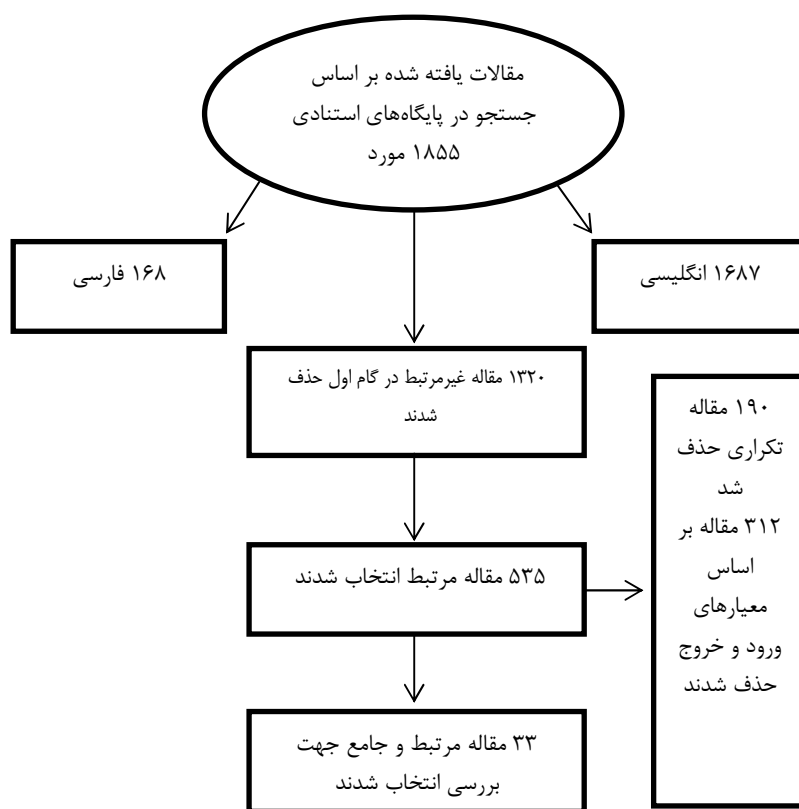 مقالات یافته شده بر اساس
جستجو در پایگاه‌های استنادی
۱۸۵۵ مورد
۱۶۸۷ انگلیسی
۱۶۸ فارسی
۱۳۲۰ مقاله غیرمرتبط در گام اول حذف
شدند
۵۳۵ مقاله مرتبط انتخاب شدند
۱۹۰ مقاله
تکراری حذف
شد
۳۱۲ مقاله بر
اساس
معیارهای
ورود و خروج
حذف شدند
۳۳ مقاله مرتبط و جامع جهت
بررسی انتخاب شدند